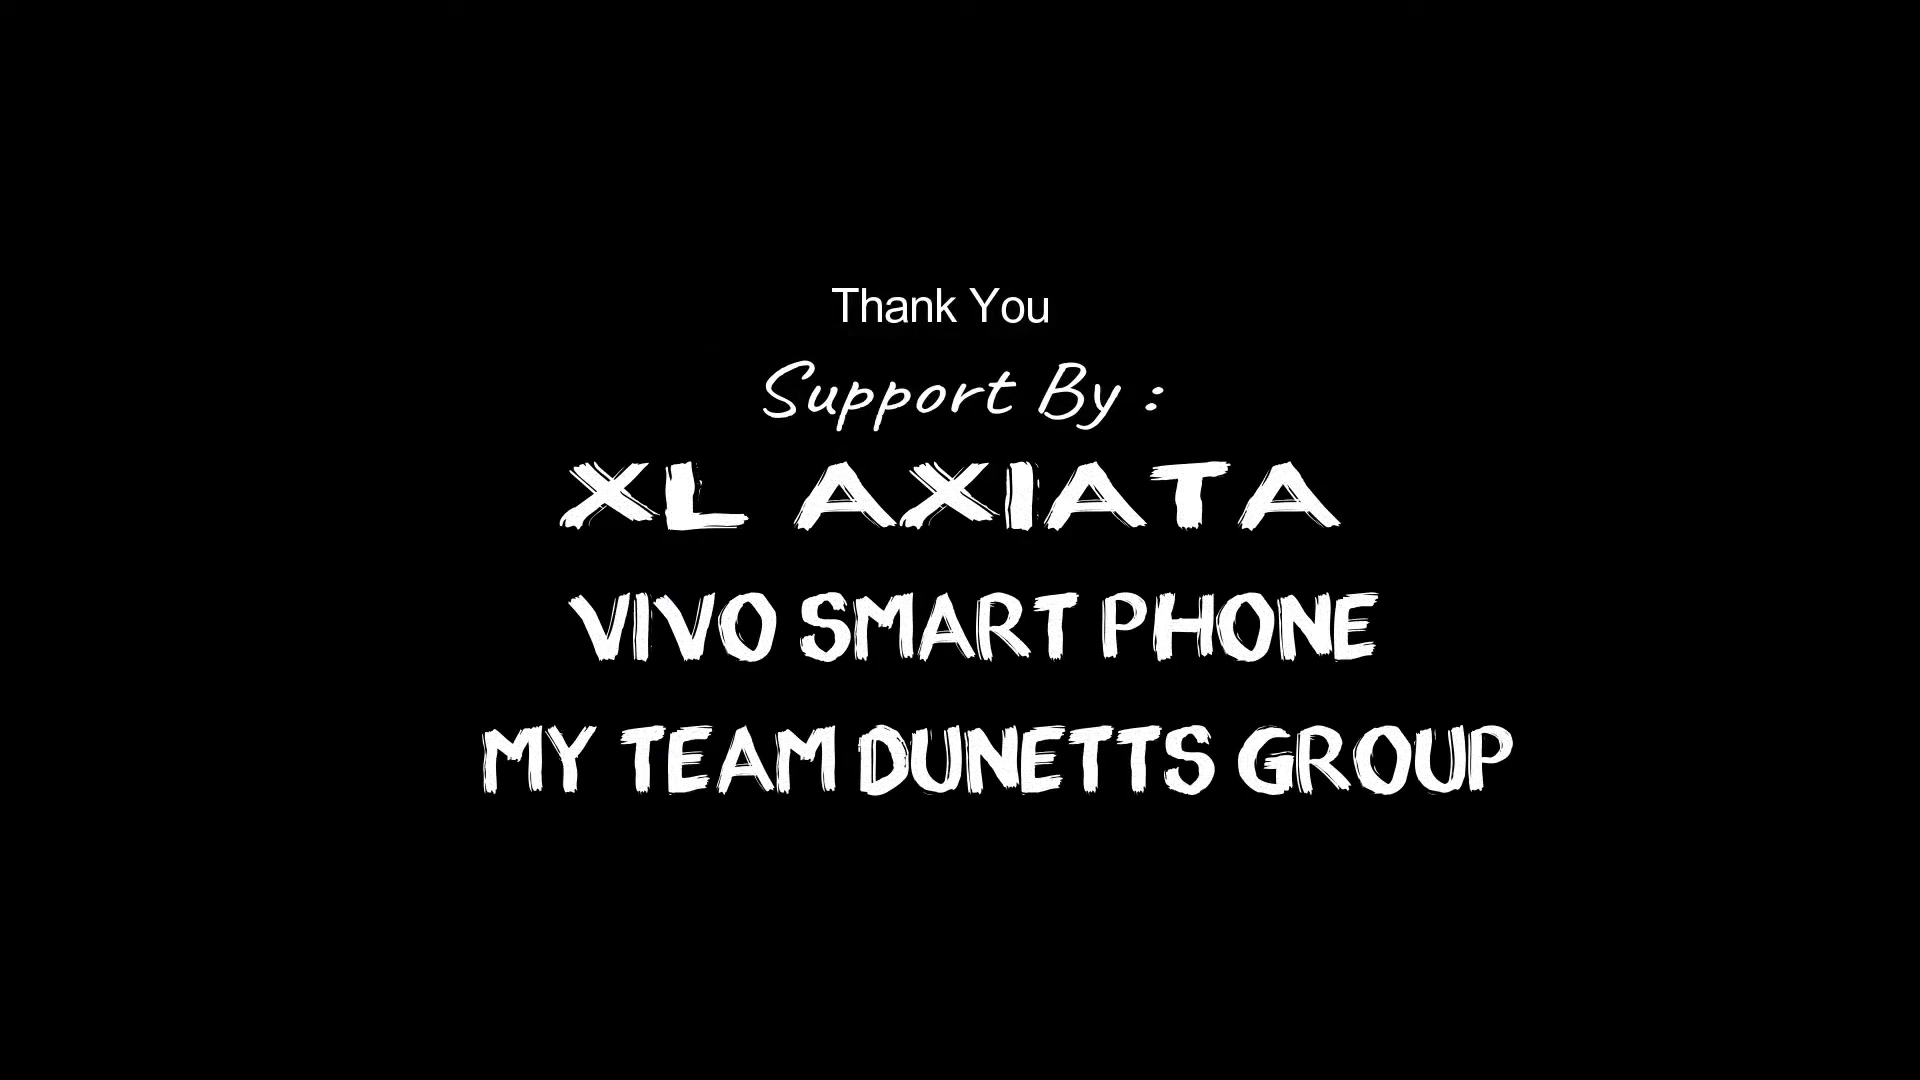 Thank You
Support By :
XL AXIATA
VIVO SMART PHONE
MY TEAM DUNETTS GROUP